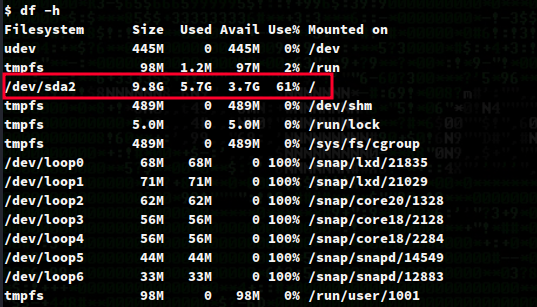 $ df -h
Filesystem Size Used Avail Use% Mounted on
udev 445M 0 445M 0% /dev
tmpfs 98M 1.2M 97M 2% /run
/dev/sda2 9.8G 5.7G 3.7G 61% /
tmpfs 489M 0 489M 0% /dev/shm
tmpfs 5.0M 0 5.0M 0% /run/lock
tmpfs 489M 0 489M 0% /sys/fs/cgroup
/dev/loop0 68M 68M 0 100% /snap/lxd/21835
/dev/loop1 71M 71M 0 100% /snap/lxd/21029
/dev/loop2 62M 62M 0 100% /snap/core20/1328
/dev/loop3 56M 56M 0 100% /snap/core18/2128
/dev/loop4 56M 56M 0 100% /snap/core18/2284
/dev/loop5 44M 44M 0 100% /snap/snapd/14549
/dev/loop6 33M 33M 0 100% /snap/snapd/12883
tmpfs 98M 0 98M 0% /run/user/1001